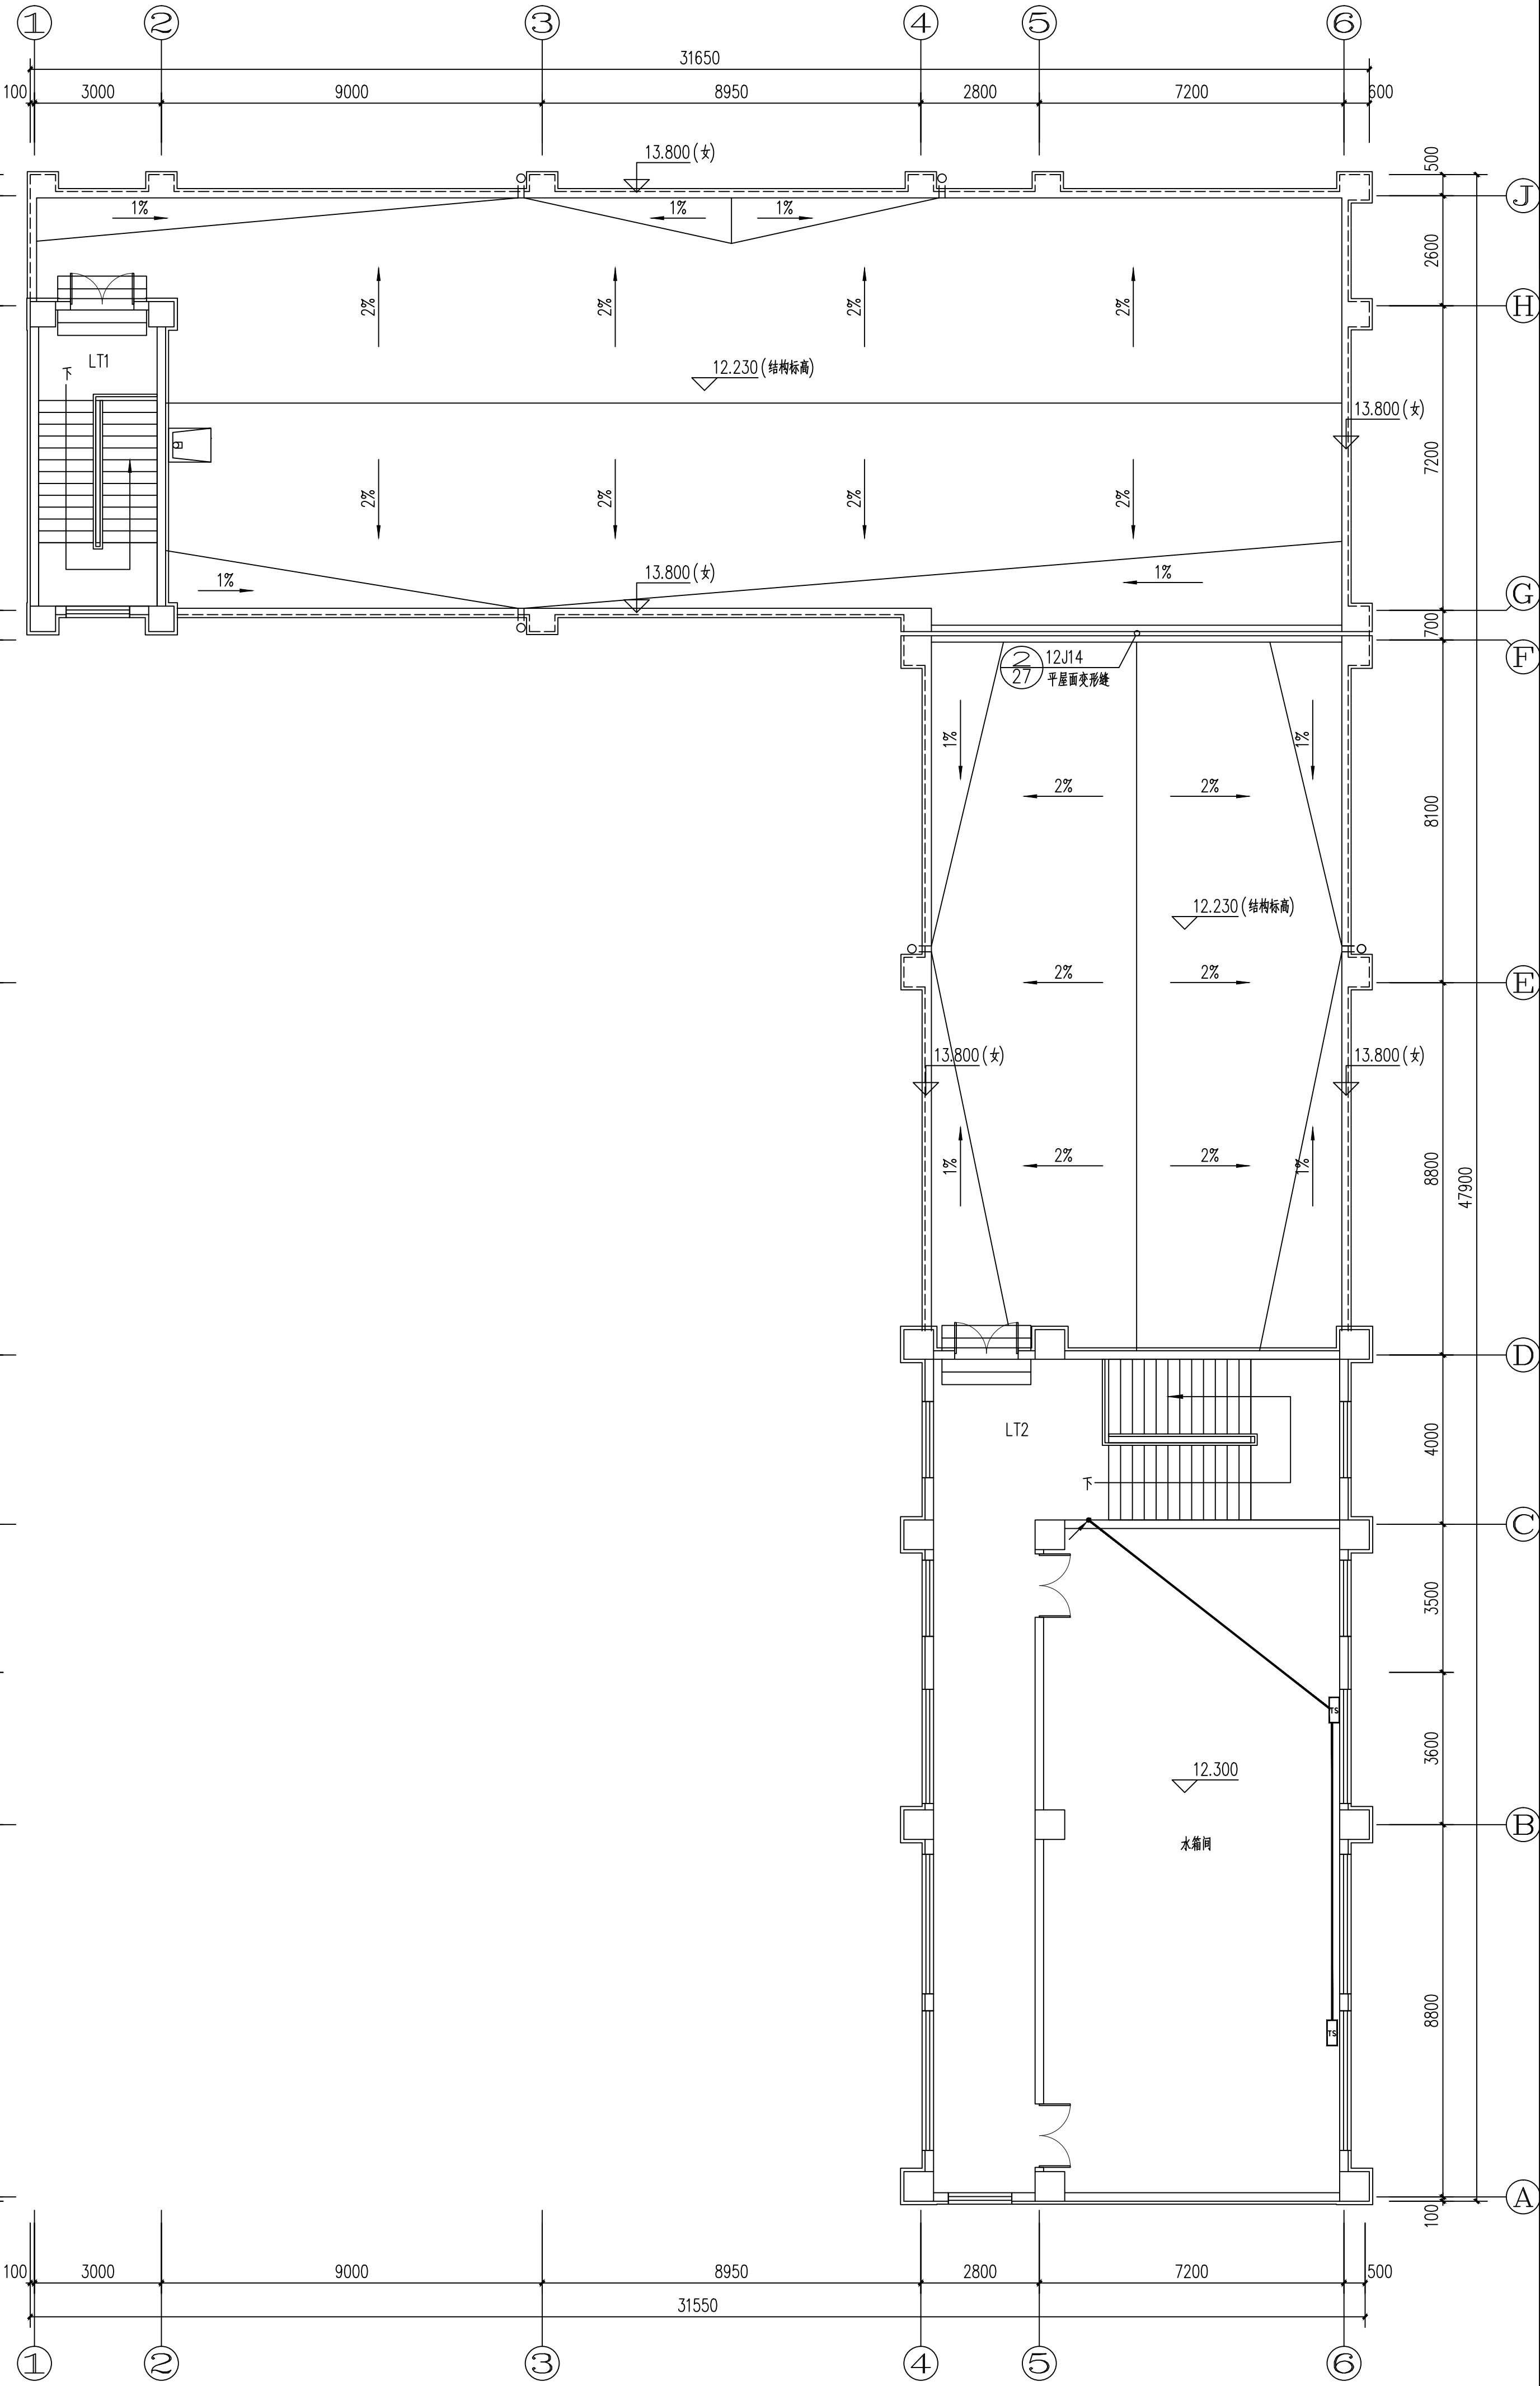 1 2 3 4 5 6
31650
100 3000 9000 8950 2800 7200 600
13.800(女)
500
J
1% 1% 1%
2600
2% 2% 2% 2%
H
LT1
下
12.230(结构标高)
13.800(女)
7200
2% 2% 2% 2%
1% 13.800(女) 1%
G
700
2
27
12J14
平屋面变形缝
F
1% 1%
2% 2%
8100
12.230(结构标高)
2% 2%
E
13.800(女) 13.800(女)
1% 2% 2% 1%
8800
47900
D
LT2
4000
下
C
3500
TS
3600
12.300
B
水箱间
8800
TS
A
100
100 3000 9000 8950 2800 7200 500
31550
1 2 3 4 5 6